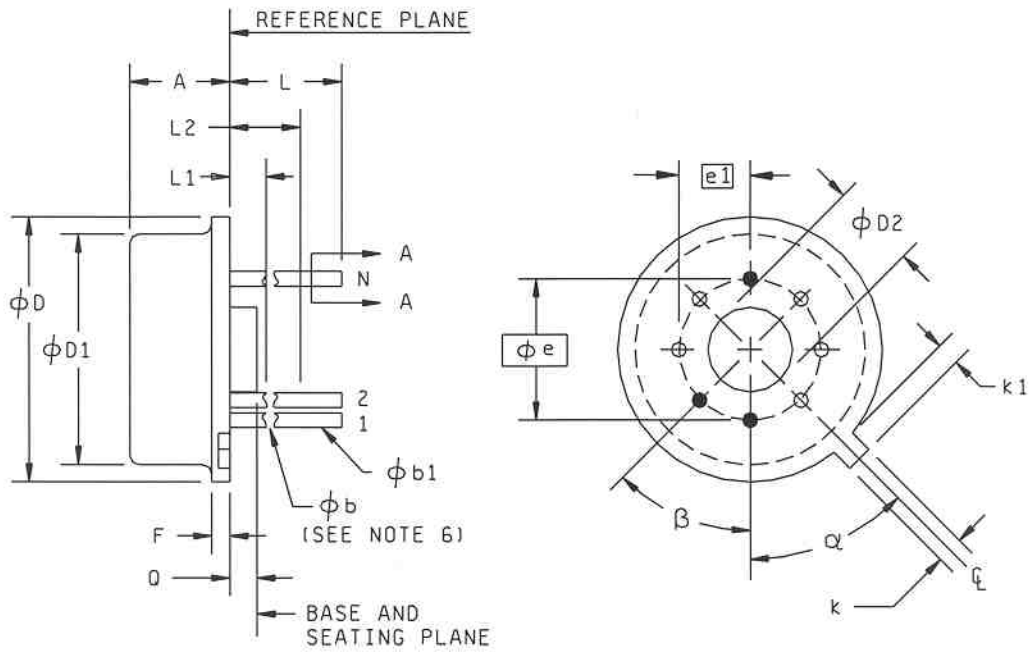 REFERENCE PLANE
A
L
L2
L1
e1
ϕD2
A
N
A
ϕD
ϕD1
ϕe
k1
2
1
ϕb1
ϕb
(SEE NOTE 6)
F
β
α
Q
℄
k
BASE AND
SEATING PLANE